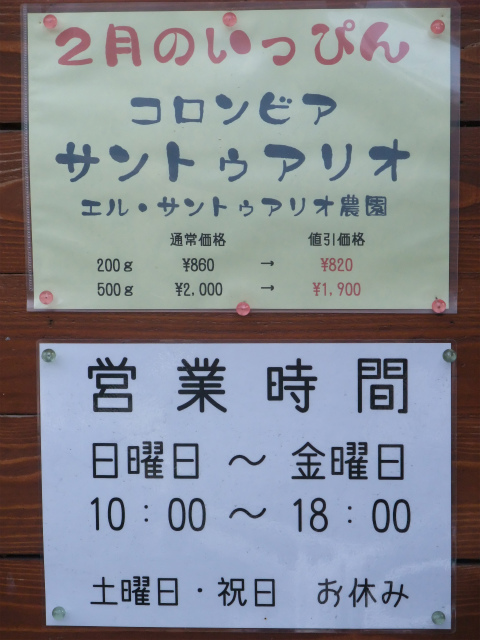 2月のいっぴん
コロンビア
サントゥアリオ
エル・サントゥアリオ農園
通常価格 値引価格
200g ¥860 → ¥820
500g ¥2,000 → ¥1,900
営業時間
日曜日 ～ 金曜日
10：00 ～ 18：00
土曜日・祝日 お休み